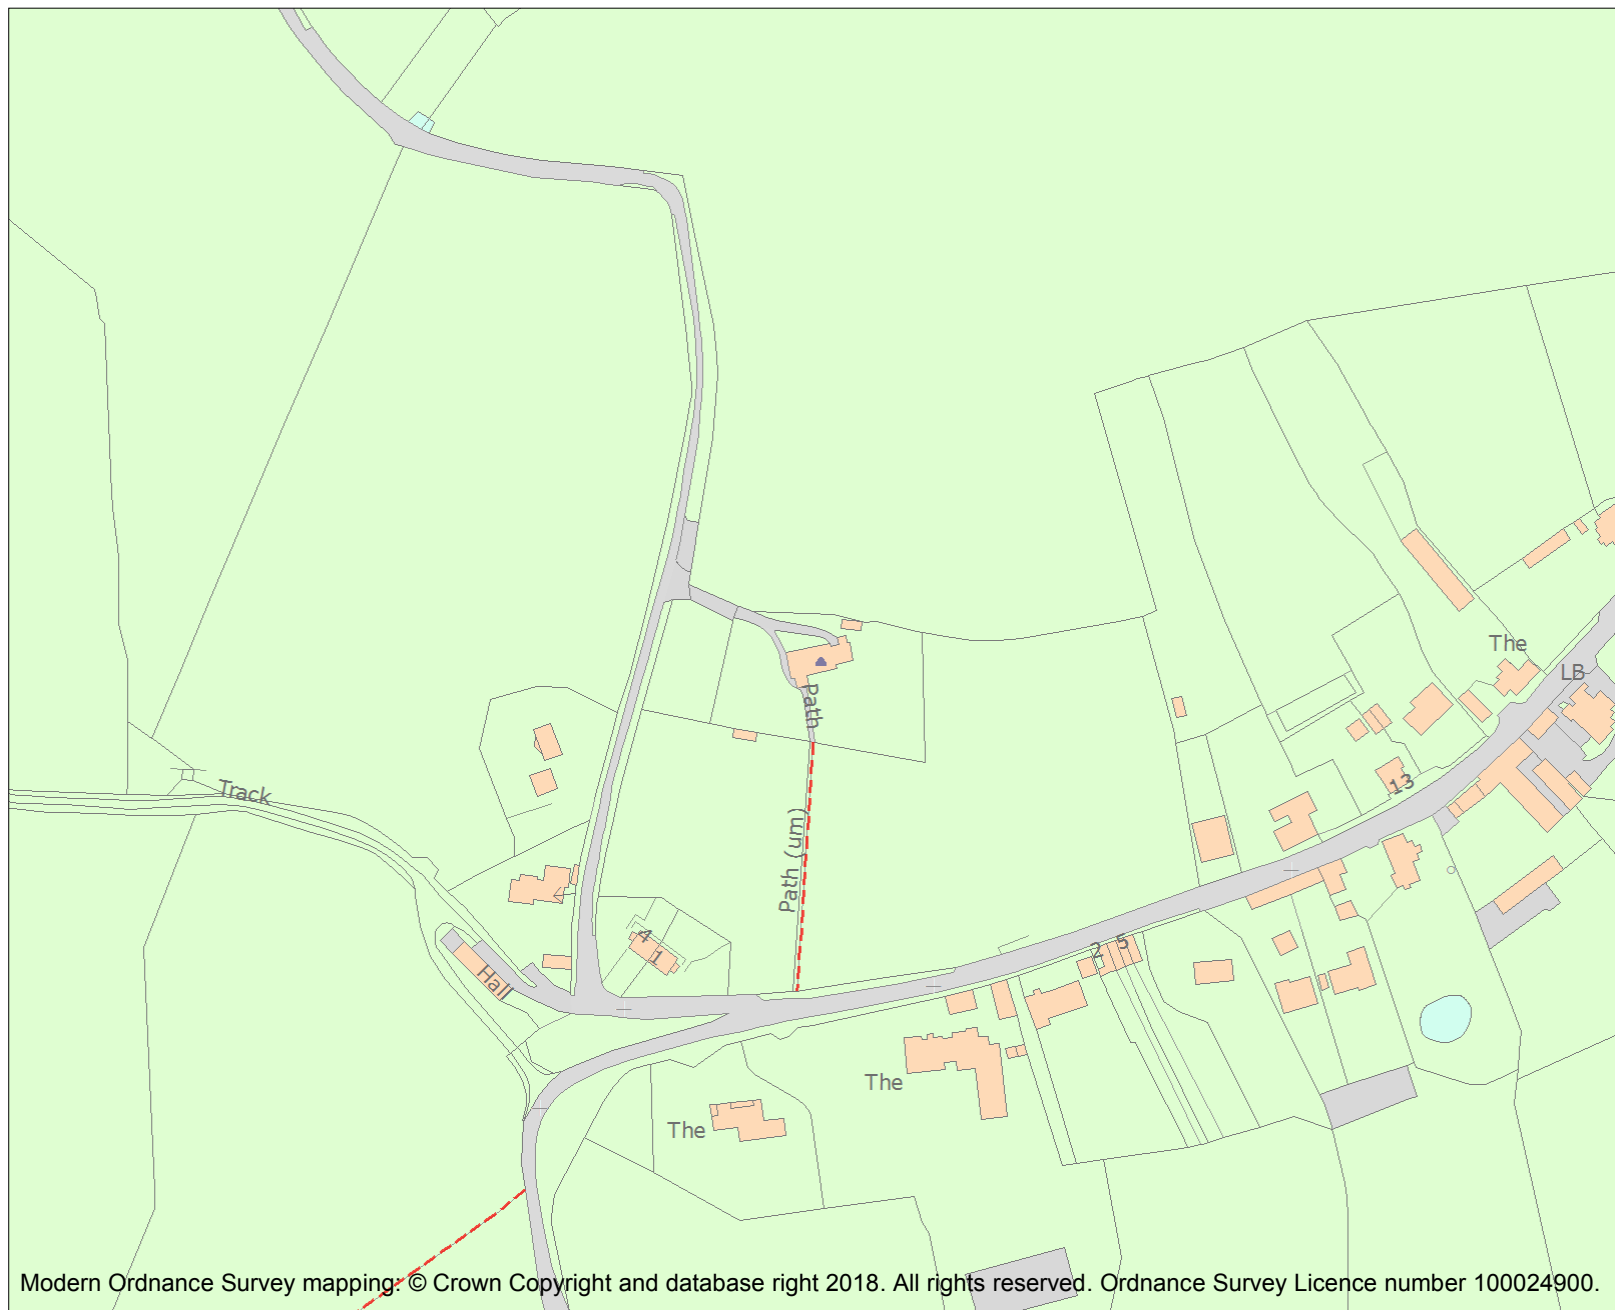 The
LB
Path
13
Track
Path (um)
4
1
2
5
Hall
The
The
Modern Ordnance Survey mapping: © Crown Copyright and database right 2018. All rights reserved. Ordnance Survey Licence number 100024900.